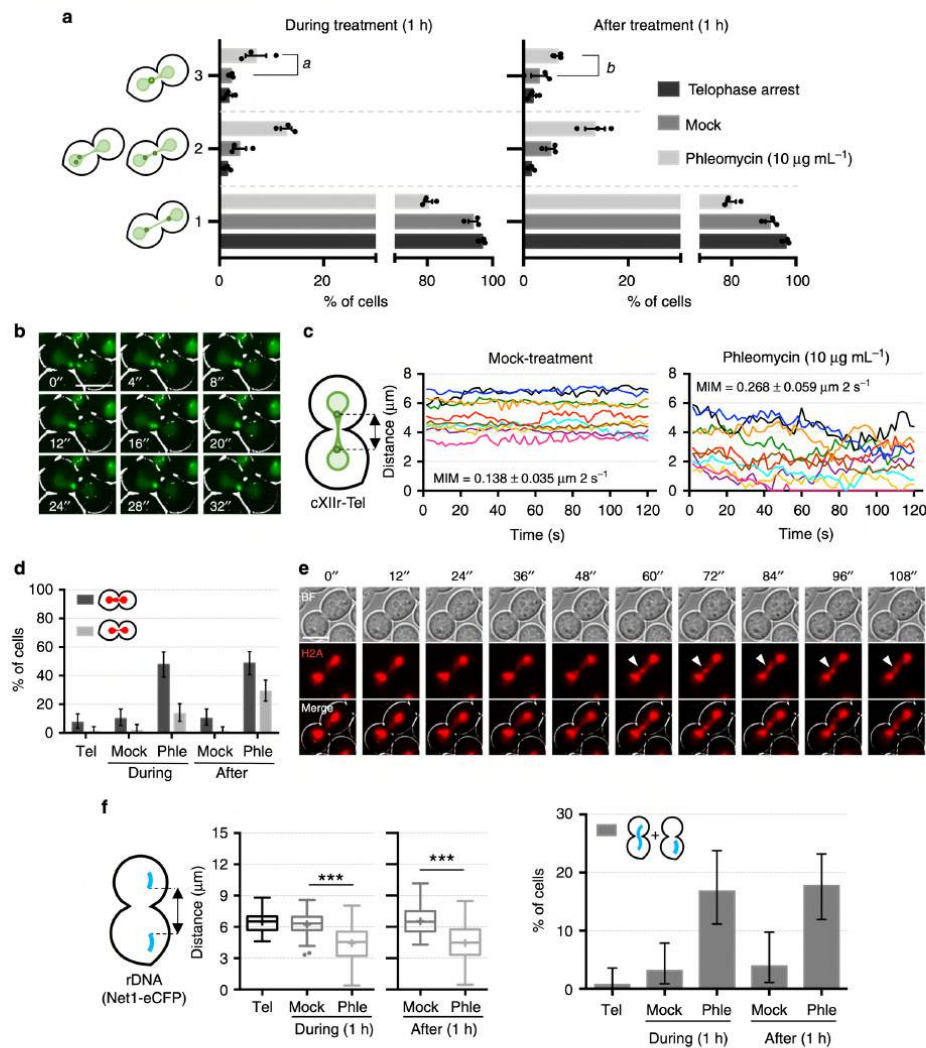 a
During treatment (1 h)
After treatment (1 h)
3
a
b
2
1
Telophase arrest
Mock
Phleomycin (10 µg mL⁻¹)
0 20 80 100
% of cells
0 20 80 100
% of cells
b
0″ 4″ 8″
12″ 16″ 20″
24″ 28″ 32″
c
cXIIr-Tel
Mock-treatment
Phleomycin (10 µg mL⁻¹)
Distance (µm)
8
6
4
2
0
MIM = 0.138 ± 0.035 µm 2 s⁻¹
0 20 40 60 80 100 120
Time (s)
8
6
4
2
0
MIM = 0.268 ± 0.059 µm 2 s⁻¹
0 20 40 60 80 100 120
Time (s)
d
% of cells
100
80
60
40
20
0
Tel Mock Phle Mock Phle
During After
e
0″ 12″ 24″ 36″ 48″ 60″ 72″ 84″ 96″ 108″
BF
H2A
Merge
f
rDNA
(Net1-eCFP)
Distance (µm)
15
12
9
6
3
0
***
***
Tel Mock Phle Mock Phle
During (1 h) After (1 h)
% of cells
30
20
10
0
+
Tel Mock Phle Mock Phle
During (1 h) After (1 h)